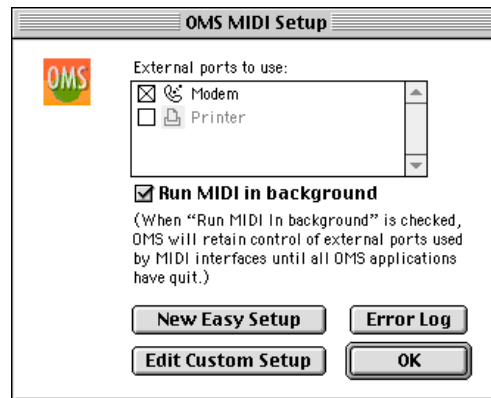 OMS MIDI Setup
OMS
External ports to use:
Modem
Printer
Run MIDI in background
(When “Run MIDI In background” is checked,
OMS will retain control of external ports used
by MIDI interfaces until all OMS applications
have quit.)
New Easy Setup
Error Log
Edit Custom Setup
OK